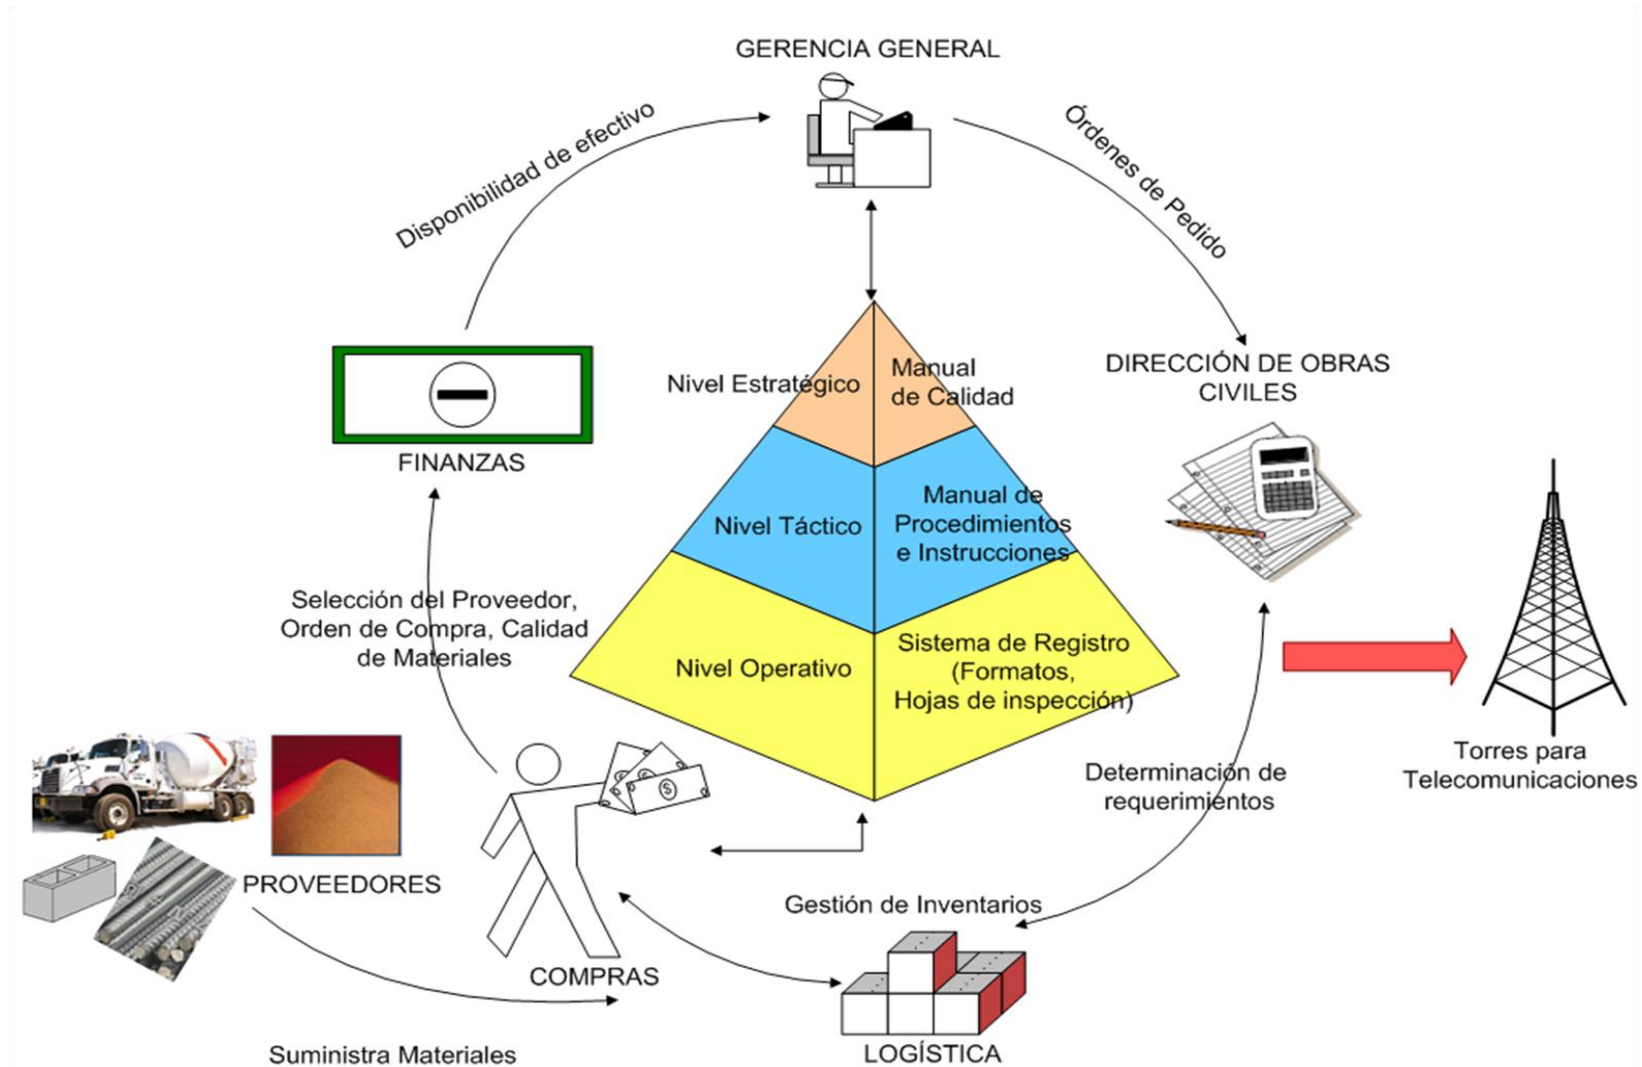 GERENCIA GENERAL
Disponibilidad de efectivo
Órdenes de Pedido
DIRECCIÓN DE OBRAS
CIVILES
Nivel Estratégico
Manual
de Calidad
FINANZAS
Nivel Táctico
Manual de
Procedimientos
e Instrucciones
Selección del Proveedor,
Orden de Compra, Calidad
de Materiales
Nivel Operativo
Sistema de Registro
(Formatos,
Hojas de inspección)
Torres para
Telecomunicaciones
Determinación de
requerimientos
$
PROVEEDORES
Gestión de Inventarios
COMPRAS
LOGÍSTICA
Suministra Materiales